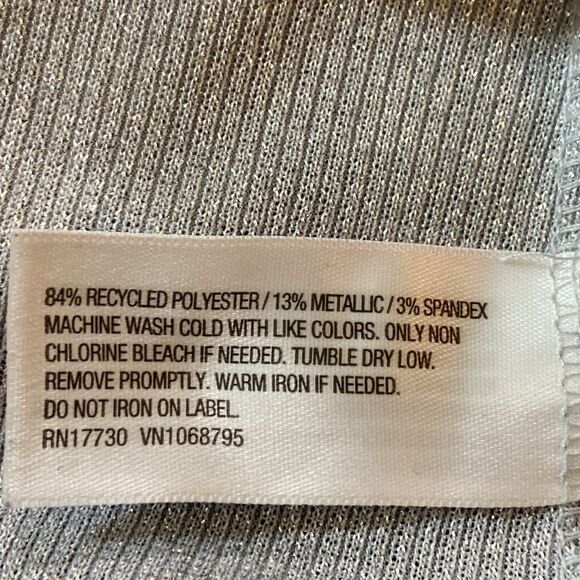 84% RECYCLED POLYESTER / 13% METALLIC / 3% SPANDEX
MACHINE WASH COLD WITH LIKE COLORS. ONLY NON
CHLORINE BLEACH IF NEEDED. TUMBLE DRY LOW.
REMOVE PROMPTLY. WARM IRON IF NEEDED.
DO NOT IRON ON LABEL.
RN17730 VN1068795